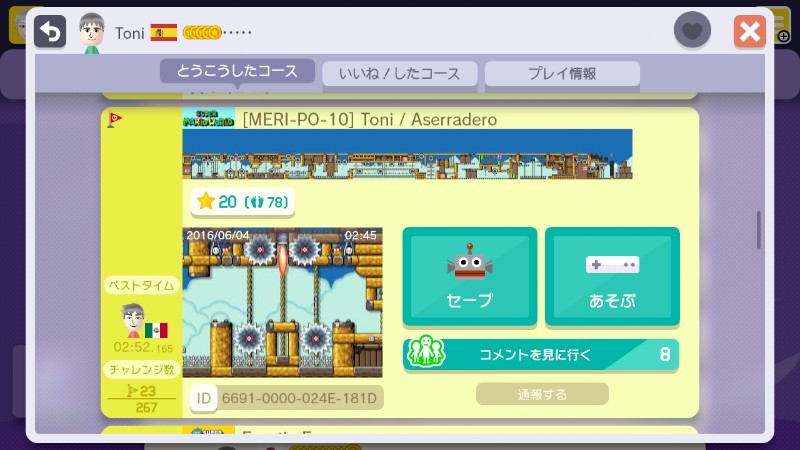 Toni
とうこうしたコース
いいね！したコース
プレイ情報
SUPER MARIO WORLD
[MERI-PO-10] Toni / Aserradero
20 (78)
2016/06/04 02:45
ベストタイム
02:52.165
チャレンジ数
23
267
セーブ
あそぶ
コメントを見に行く 8
ID 6691-0000-024E-181D
通報する